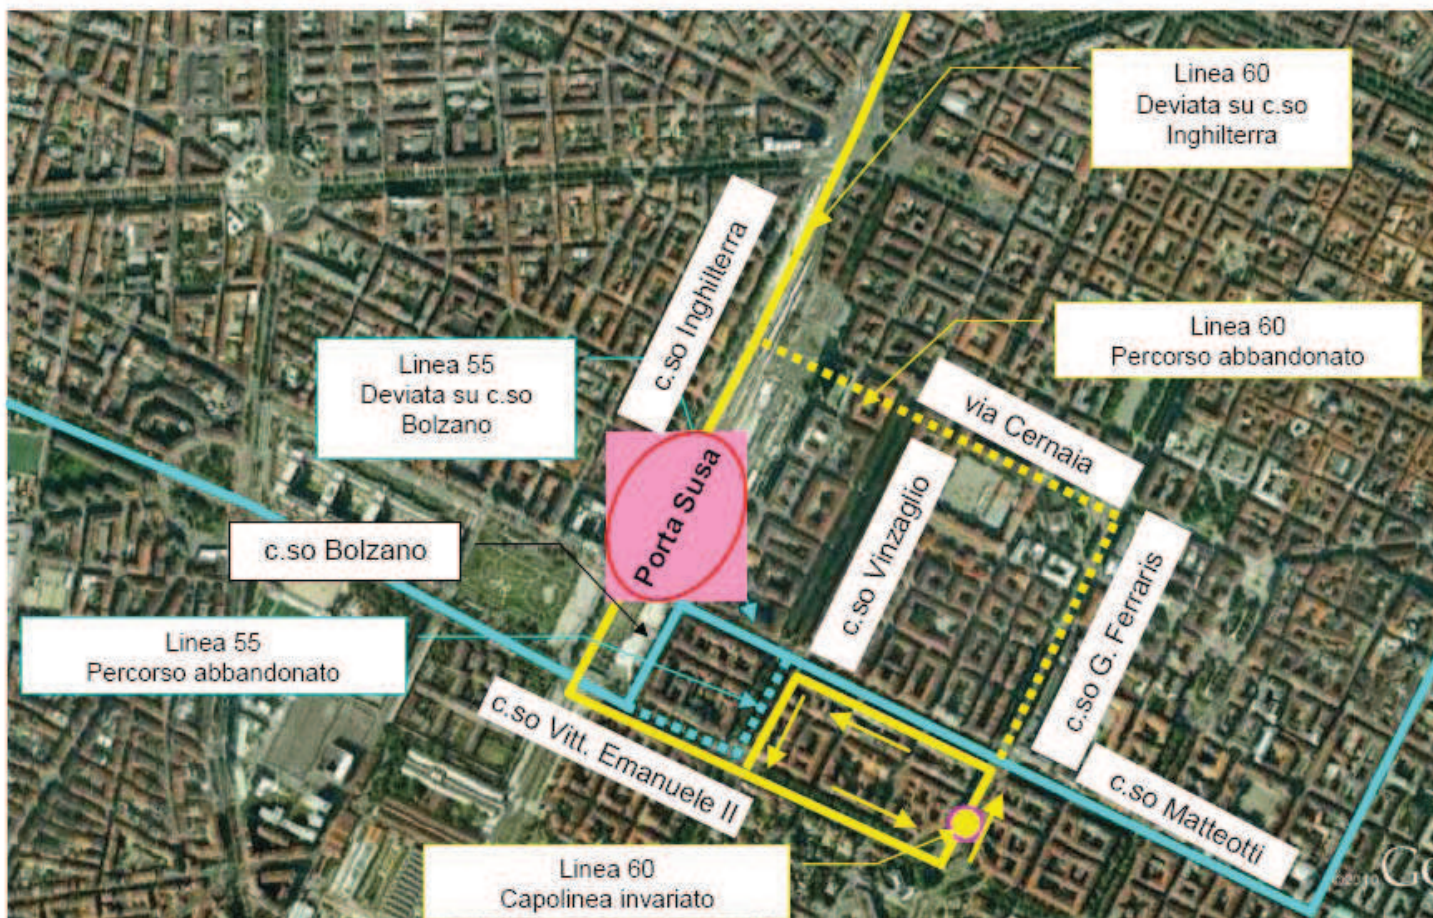 Linea 60
Deviata su c.so
Inghilterra
c.so Inghilterra
Linea 60
Percorso abbandonato
Linea 55
Deviata su c.so
Bolzano
via Cernaia
Porta Susa
c.so Vinzaglio
c.so Bolzano
c.so G. Ferraris
Linea 55
Percorso abbandonato
c.so Vitt. Emanuele II
c.so Matteotti
Linea 60
Capolinea invariato
©2010 Go